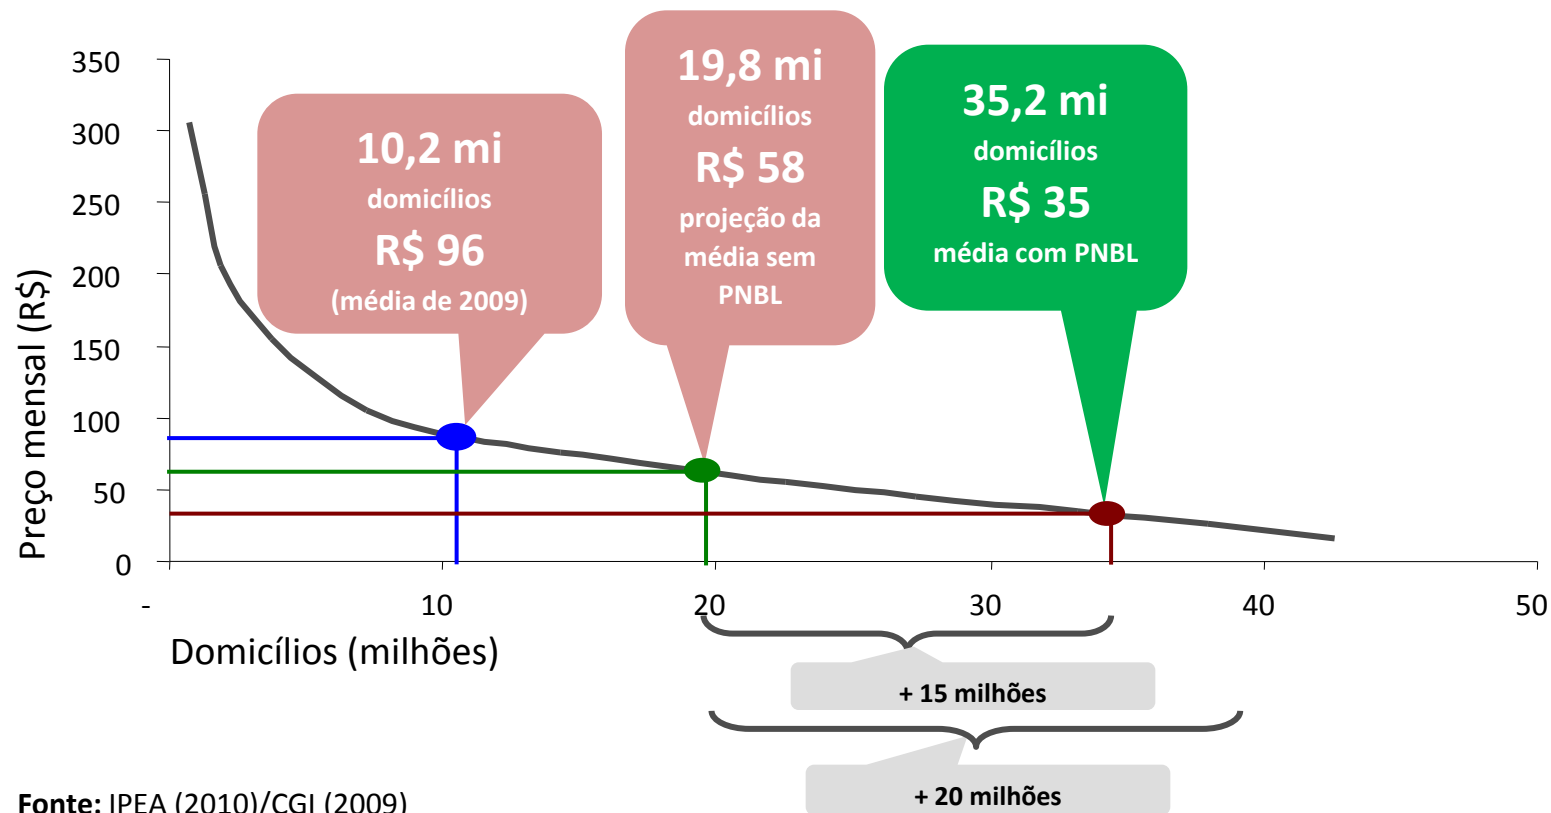 350
300
250
200
150
100
50
0
Preço mensal (R$)
-
10
20
30
40
50
Domicílios (milhões)
10,2 mi
domicílios
R$ 96
(média de 2009)
19,8 mi
domicílios
R$ 58
projeção da
média sem
PNBL
35,2 mi
domicílios
R$ 35
média com PNBL
+ 15 milhões
+ 20 milhões
Fonte: IPEA (2010)/CGI (2009)